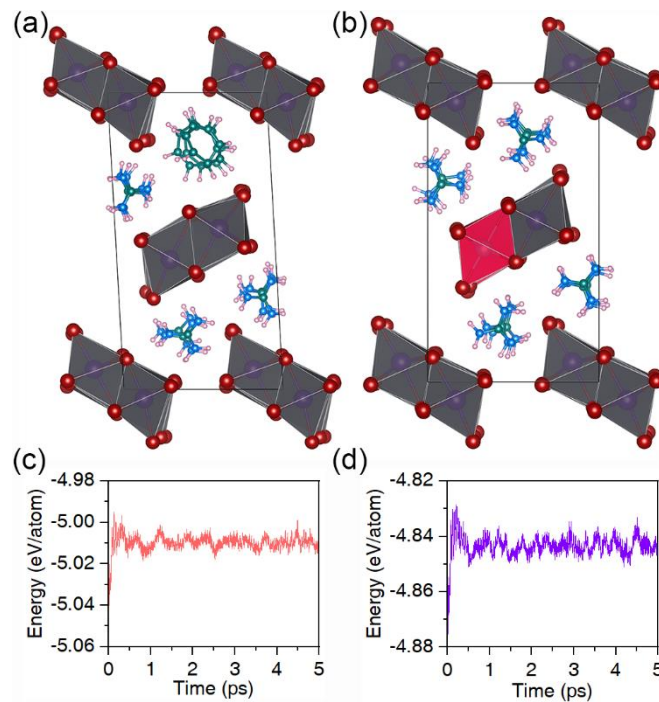 (a)
(b)
(c)
(d)
-4.98
-5.00
-5.02
-5.04
-5.06
Energy (eV/atom)
0 1 2 3 4 5
Time (ps)
-4.82
-4.84
-4.86
-4.88
Energy (eV/atom)
0 1 2 3 4 5
Time (ps)